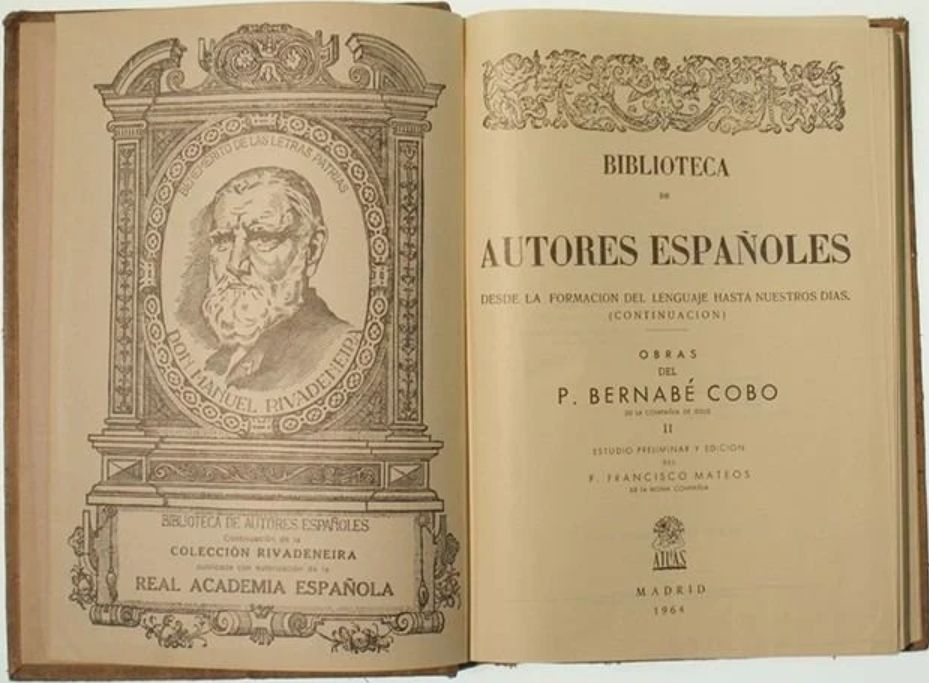 BENEMÉRITO DE LAS LETRAS PATRIAS
DON MANUEL RIVADENEIRA
BIBLIOTECA DE AUTORES ESPAÑOLES
Continuación de la
COLECCIÓN RIVADENEIRA
publicada con autorización de la
REAL ACADEMIA ESPAÑOLA
BIBLIOTECA
DE
AUTORES ESPAÑOLES
DESDE LA FORMACION DEL LENGUAJE HASTA NUESTROS DIAS.
(CONTINUACION)
OBRAS
DEL
P. BERNABÉ COBO
DE LA COMPAÑIA DE JESUS
II
ESTUDIO PRELIMINAR Y EDICION
DEL
P. FRANCISCO MATEOS
DE LA MISMA COMPAÑIA
ATLAS
MADRID
1964